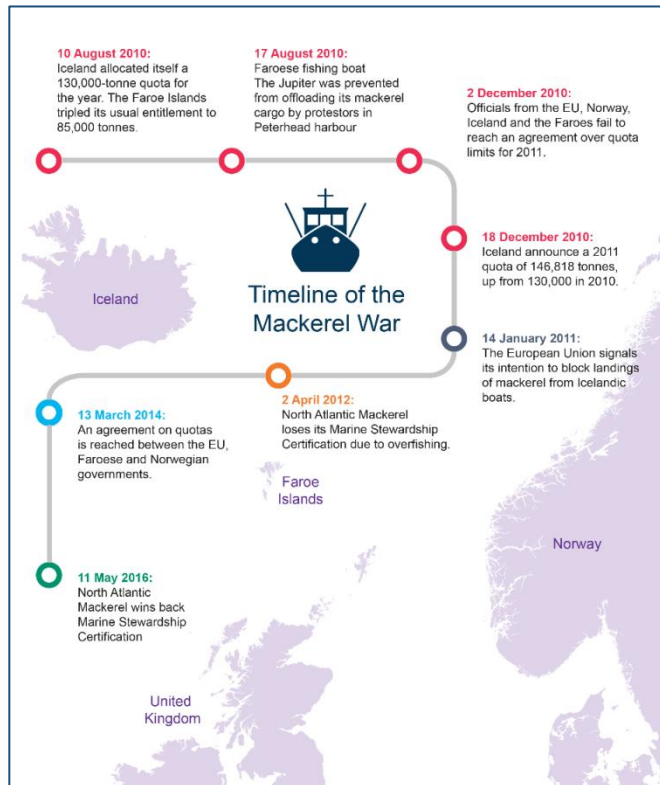 10 August 2010:
Iceland allocated itself a
130,000-tonne quota for
the year. The Faroe Islands
tripled its usual entitlement to
85,000 tonnes.
17 August 2010:
Faroese fishing boat
The Jupiter was prevented
from offloading its mackerel
cargo by protestors in
Peterhead harbour
2 December 2010:
Officials from the EU, Norway,
Iceland and the Faroes fail to
reach an agreement over quota
limits for 2011.
18 December 2010:
Iceland announce a 2011
quota of 146,818 tonnes,
up from 130,000 in 2010.
Iceland
Timeline of the
Mackerel War
14 January 2011:
The European Union signals
its intention to block landings
of mackerel from Icelandic
boats.
2 April 2012:
North Atlantic Mackerel
loses its Marine Stewardship
Certification due to overfishing.
13 March 2014:
An agreement on quotas
is reached between the EU,
Faroese and Norwegian
governments.
Faroe
Islands
Norway
11 May 2016:
North Atlantic
Mackerel wins back
Marine Stewardship
Certification
United
Kingdom